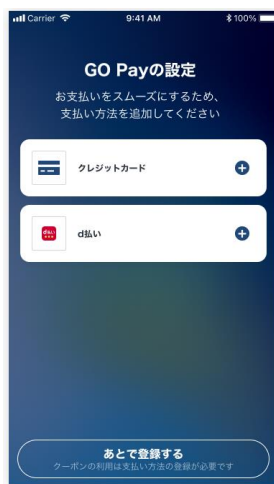 Carrier 9:41 AM 100%
GO Payの設定
お支払いをスムーズにするため、
支払い方法を追加してください
クレジットカード
d払い
d払い
あとで登録する
クーポンの利用は支払い方法の登録が必要です